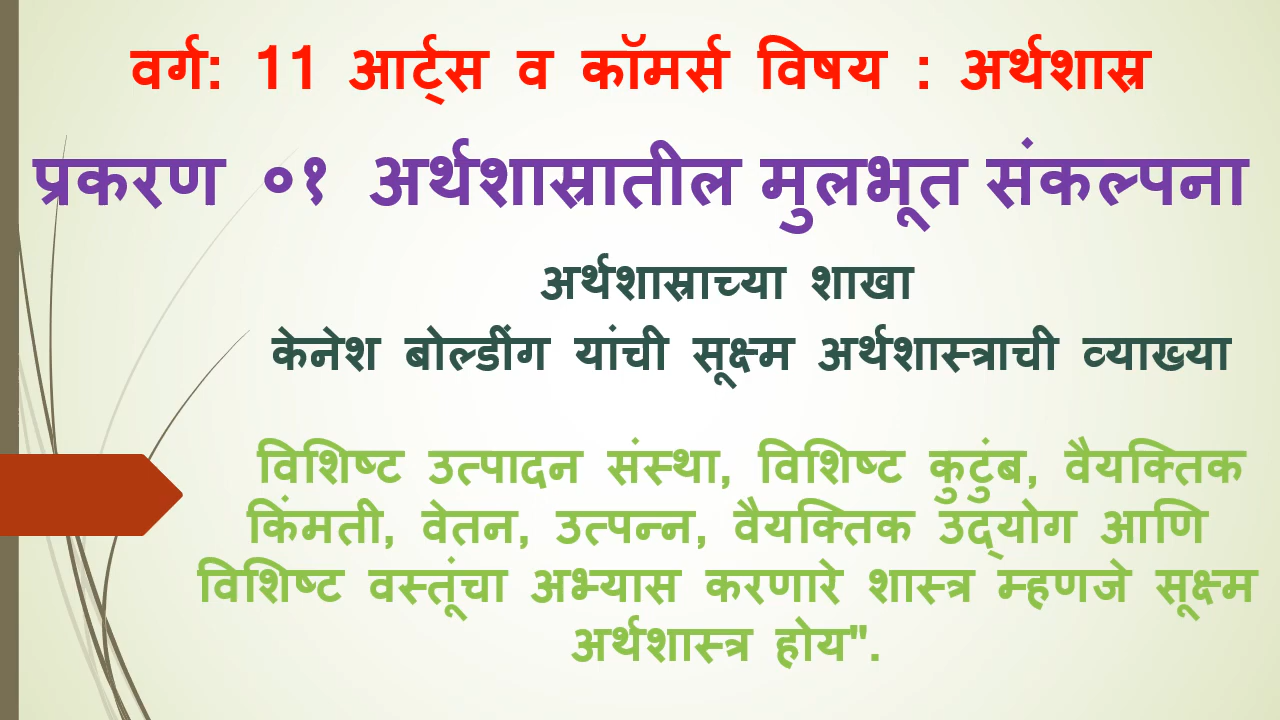 वर्ग: 11 आर्ट्स व कॉमर्स विषय : अर्थशास्र
प्रकरण ०१ अर्थशास्रातील मुलभूत संकल्पना
अर्थशास्राच्या शाखा
केनेश बोल्डींग यांची सूक्ष्म अर्थशास्त्राची व्याख्या
विशिष्ट उत्पादन संस्था, विशिष्ट कुटुंब, वैयक्तिक
किंमती, वेतन, उत्पन्न, वैयक्तिक उद्‌योग आणि
विशिष्ट वस्तूंचा अभ्यास करणारे शास्त्र म्हणजे सूक्ष्म
अर्थशास्त्र होय".